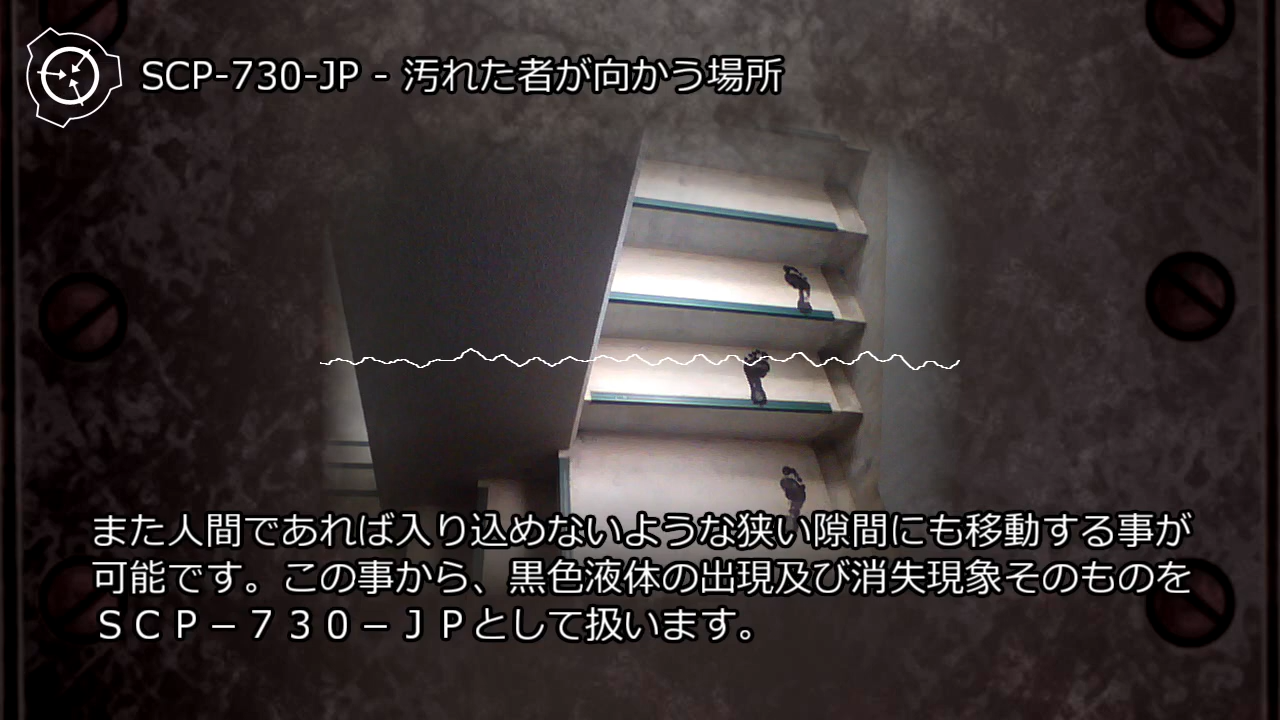 SCP-730-JP - 汚れた者が向かう場所
また人間であれば入り込めないような狭い隙間にも移動する事が
可能です。この事から、黒色液体の出現及び消失現象そのものを
ＳＣＰ－７３０－ＪＰとして扱います。